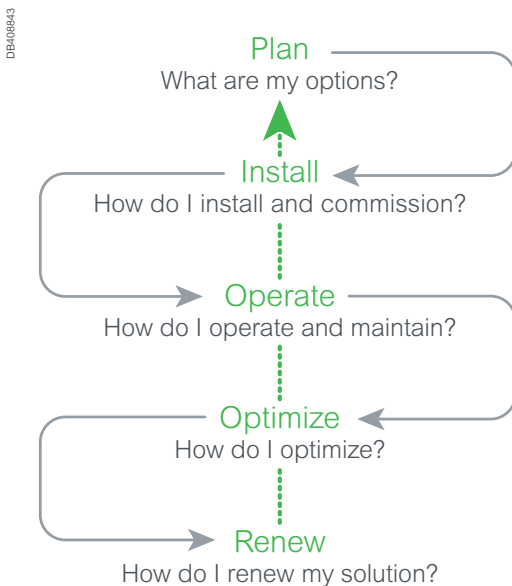 DB408843
Plan
What are my options?
Install
How do I install and commission?
Operate
How do I operate and maintain?
Optimize
How do I optimize?
Renew
How do I renew my solution?